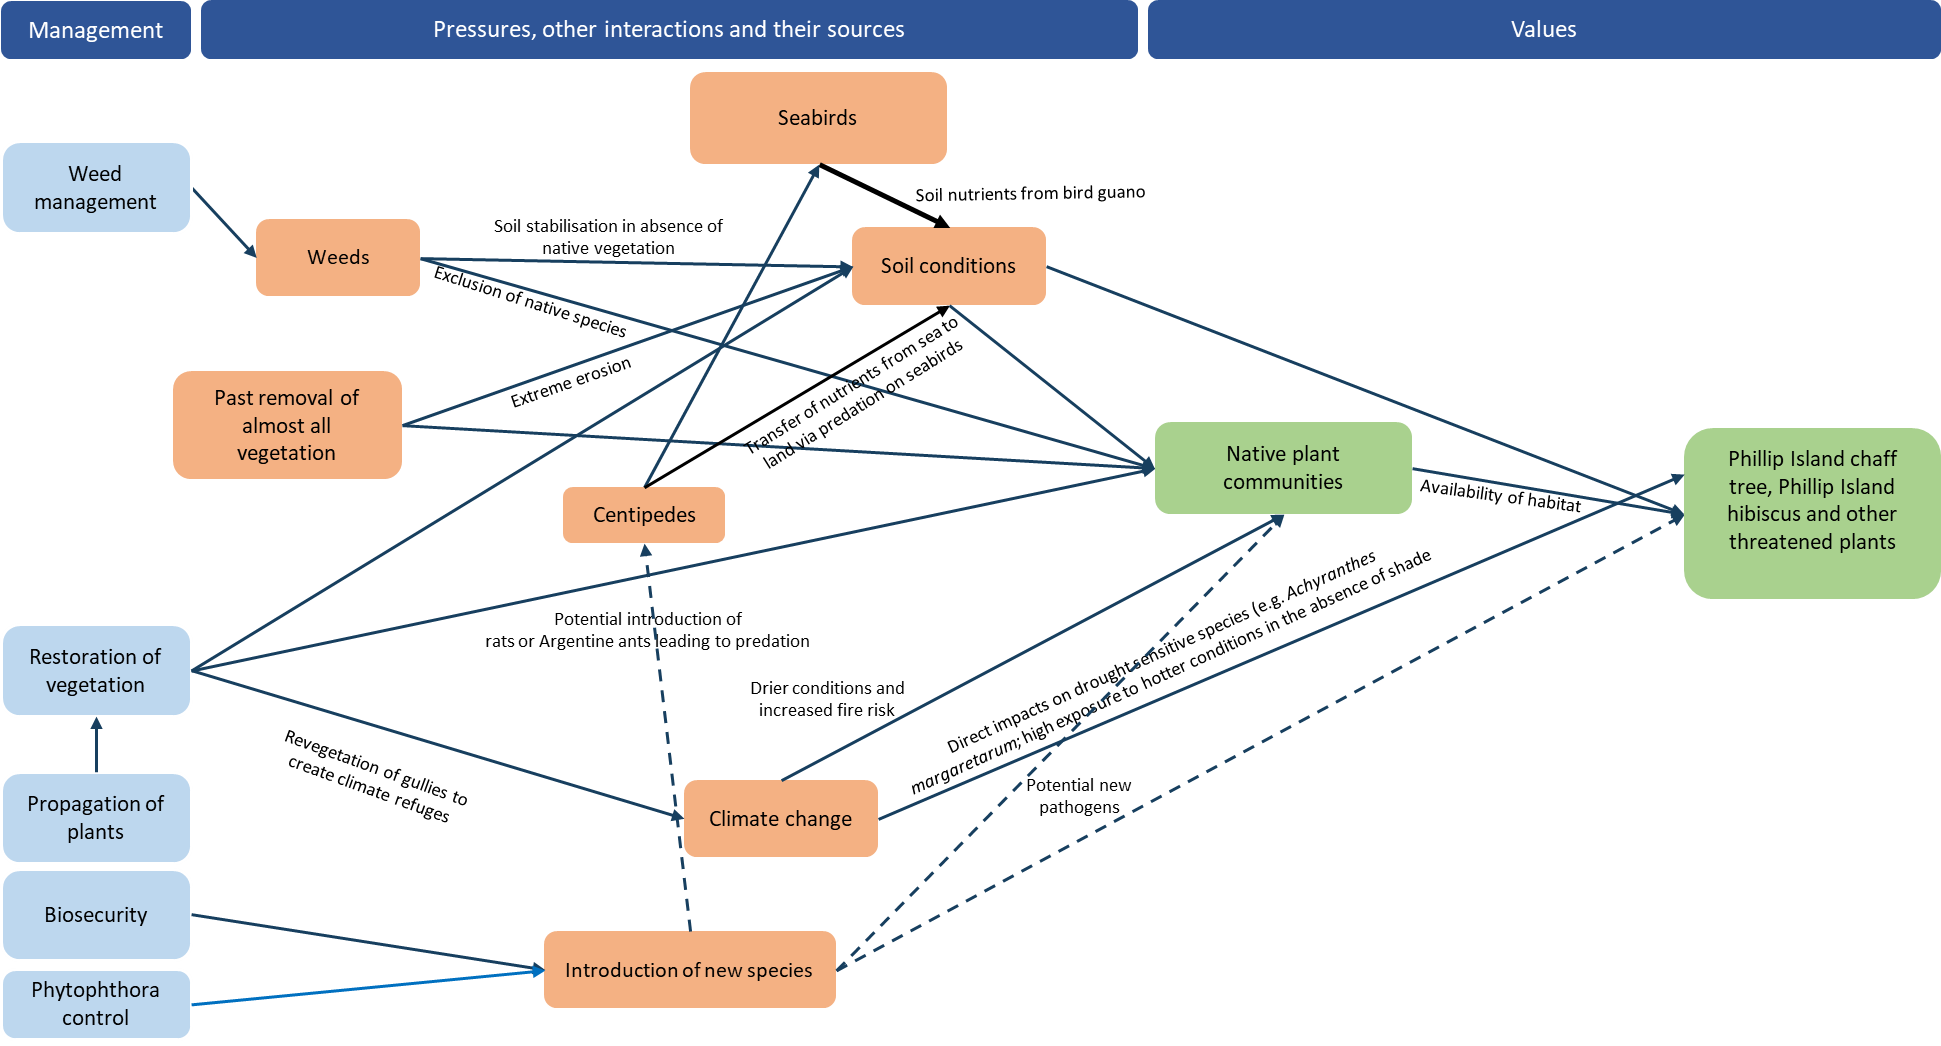 Management
Pressures, other interactions and their sources
Values
Seabirds
Weed
management
Soil nutrients from bird guano
Weeds
Soil stabilisation in absence of
native vegetation
Soil conditions
Exclusion of native species
Extreme erosion
Transfer of nutrients from sea to
land via predation on seabirds
Past removal of
almost all
vegetation
Centipedes
Native plant
communities
Availability of habitat
Phillip Island chaff
tree, Phillip Island
hibiscus and other
threatened plants
Potential introduction of
rats or Argentine ants leading to predation
Restoration of
vegetation
Drier conditions and
increased fire risk
Direct impacts on drought sensitive species (e.g. Achyranthes
margaretarum; high exposure to hotter conditions in the absence of shade
Revegetation of gullies to
create climate refuges
Potential new
pathogens
Propagation of
plants
Climate change
Biosecurity
Introduction of new species
Phytophthora
control